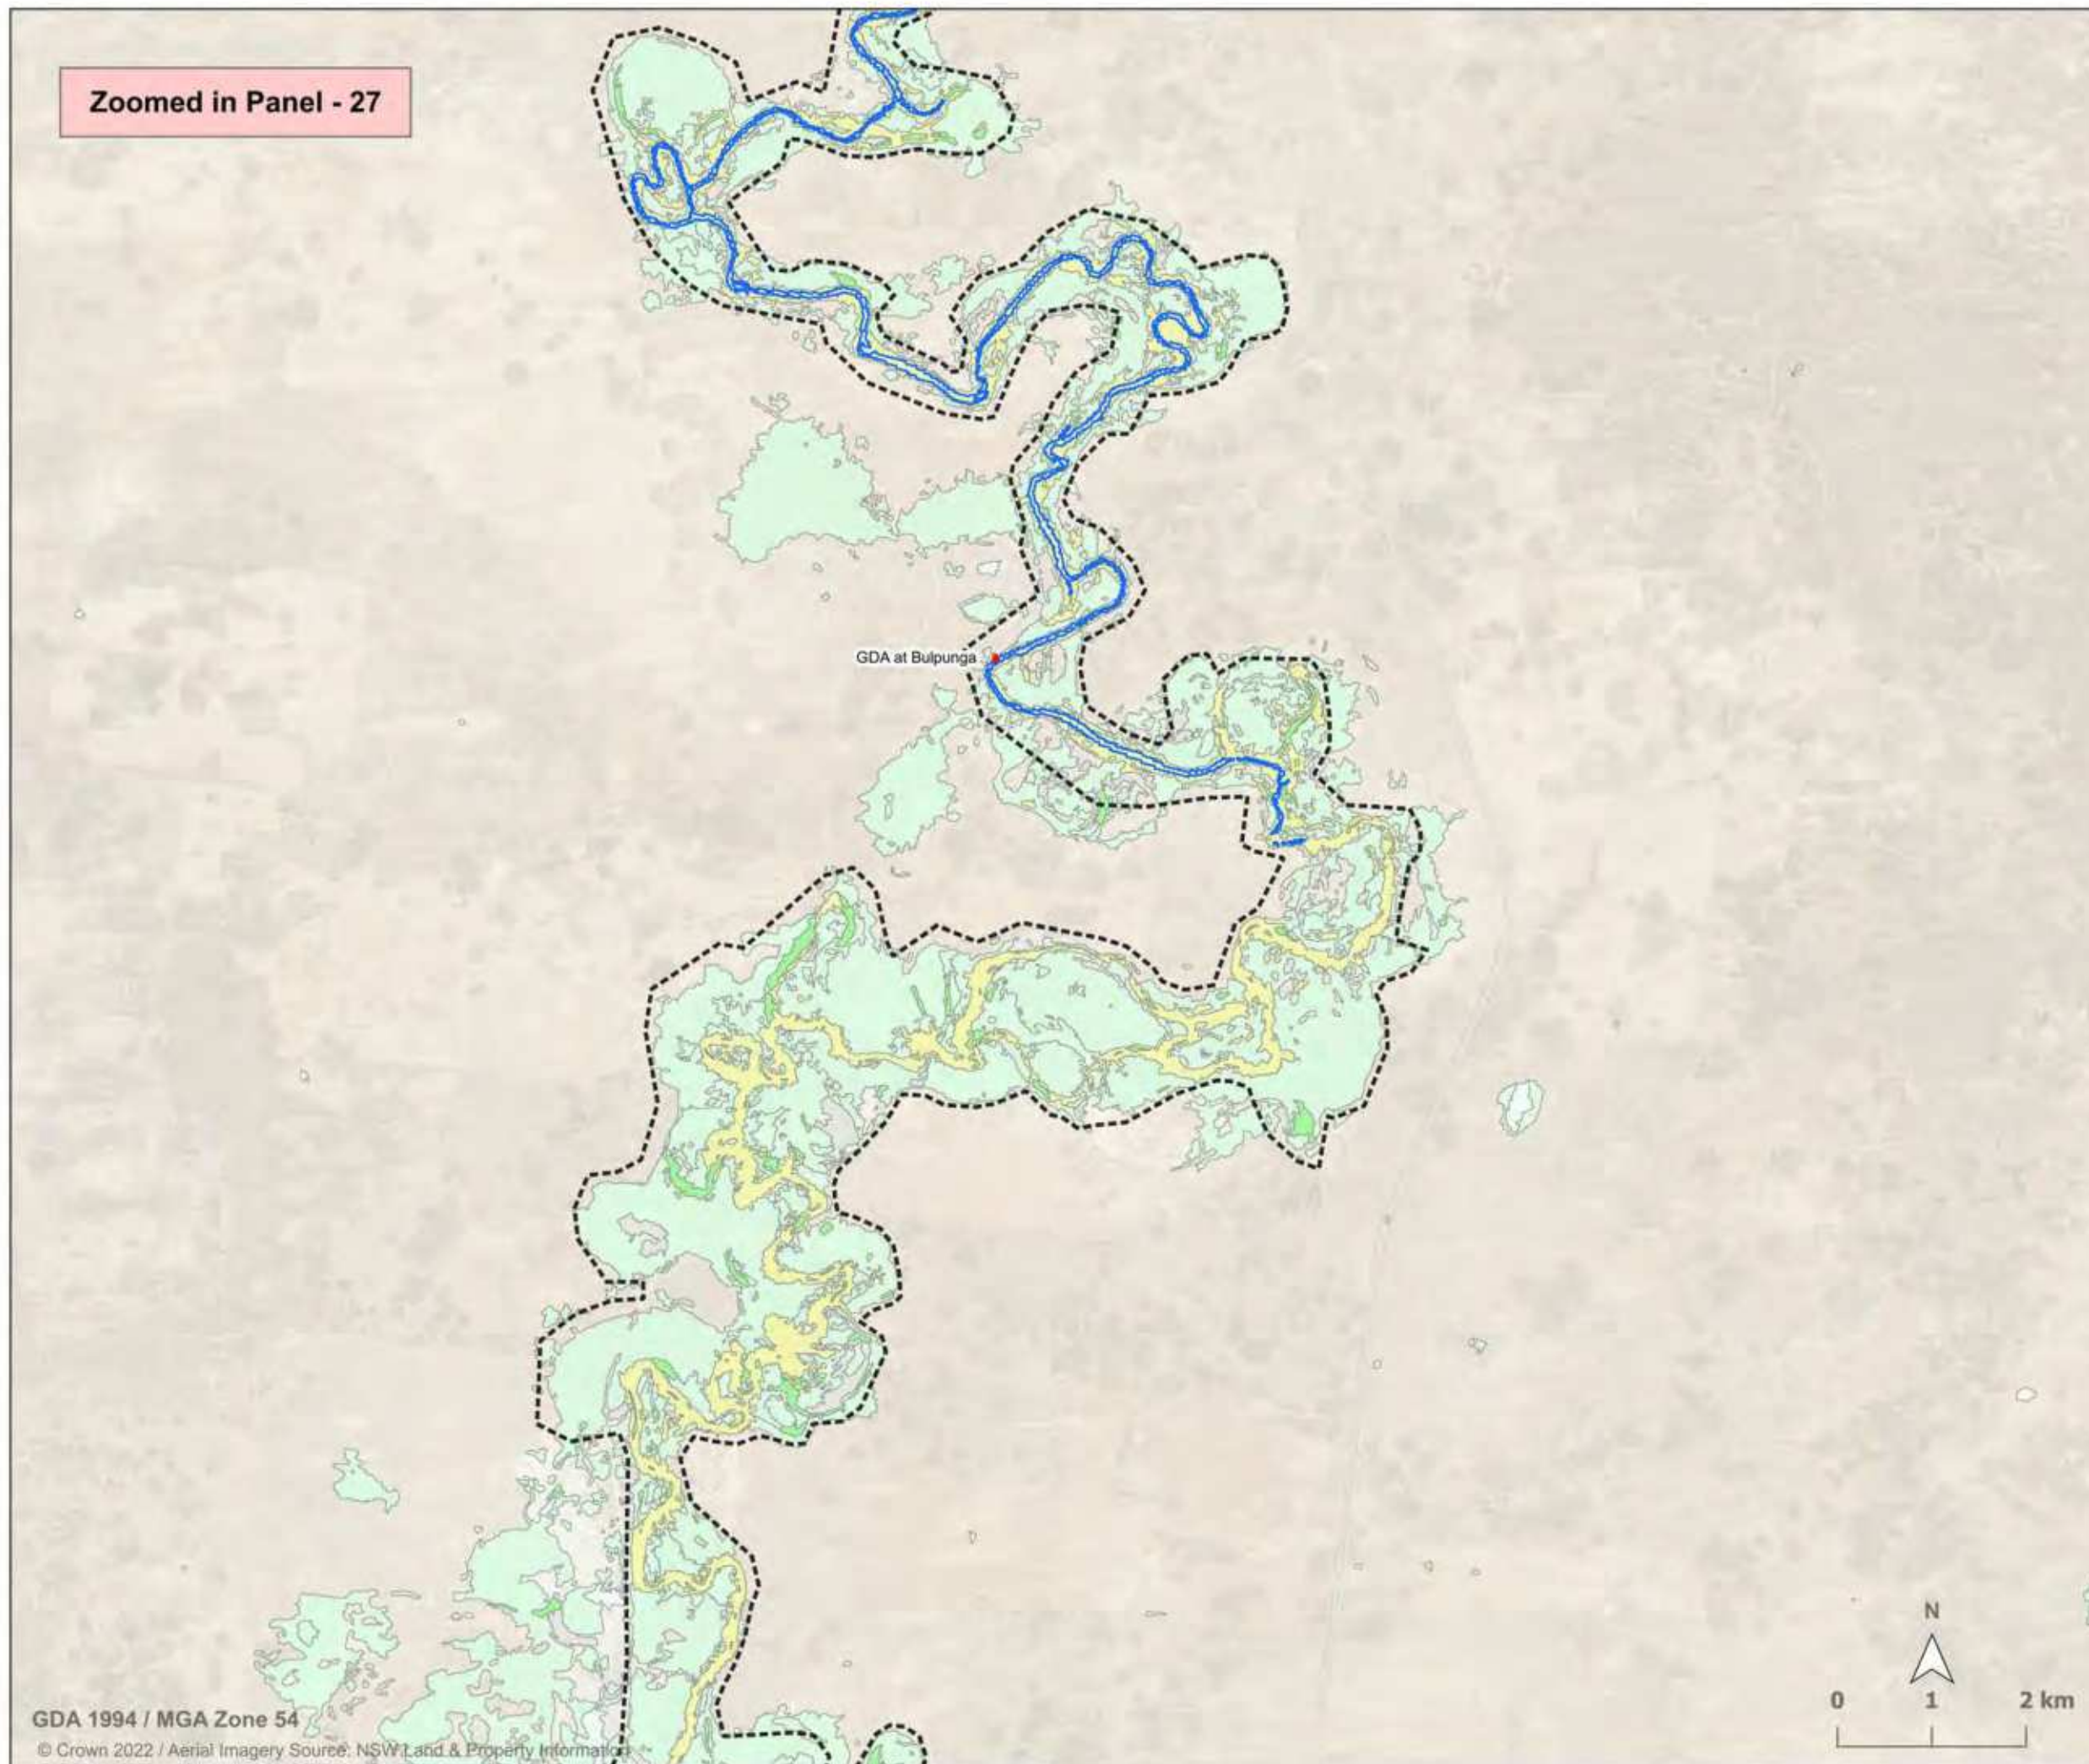 Zoomed in Panel - 27
GDA at Bulpunga
N
0 1 2 km
GDA 1994 / MGA Zone 54
© Crown 2022 / Aerial Imagery Source: NSW Land & Property Information